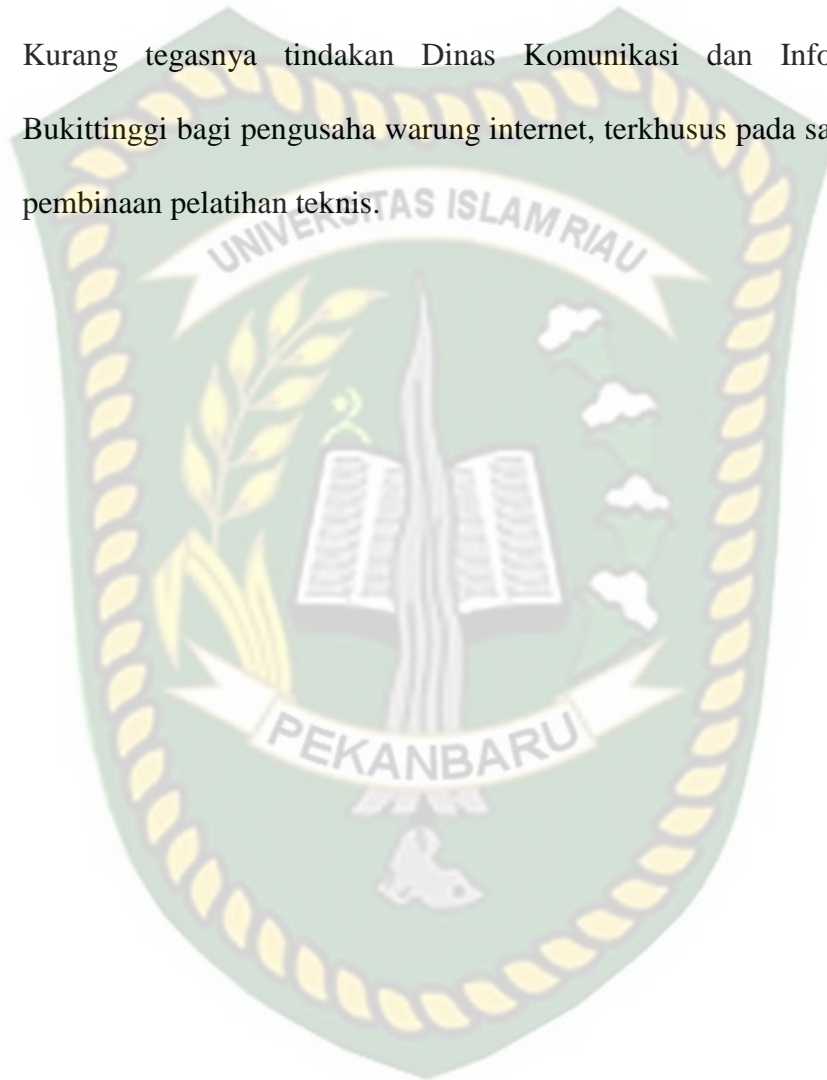 Kurang tegasnya tindakan Dinas Komunikasi dan
Bukittinggi bagi pengusaha warung internet, terkhusus pada
pembinaan pelatihan teknis.
UNIVERSITAS ISLAM RIAU
PEKANBARU